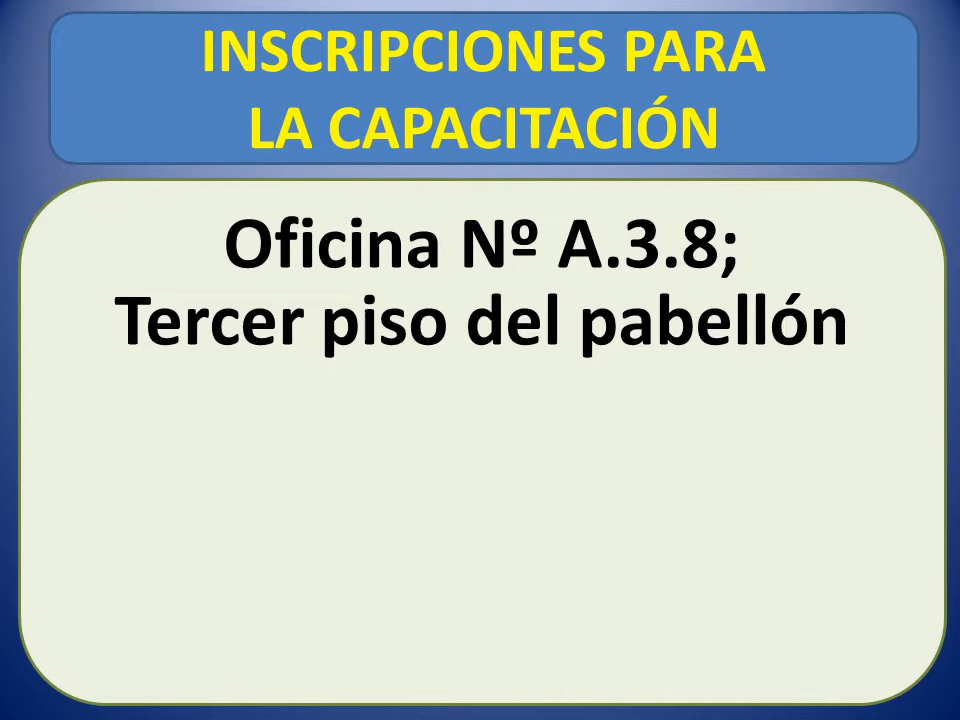 INSCRIPCIONES PARA
LA CAPACITACIÓN
Oficina Nº A.3.8;
Tercer piso del pabellón